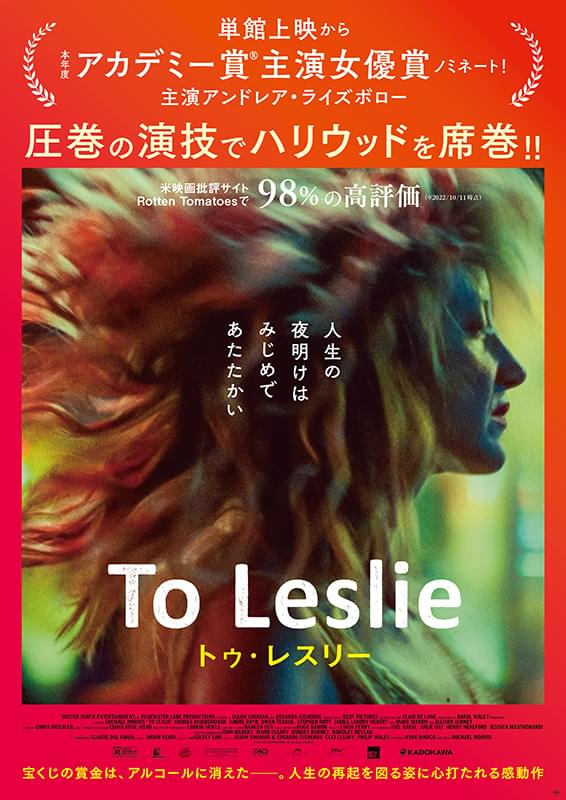 単館上映から
本年度
アカデミー賞®主演女優賞ノミネート!
主演アンドレア・ライズボロー
圧巻の演技でハリウッドを席巻!!
米映画批評サイト
Rotten Tomatoesで
98%の高評価(※2022/10/11時点)
人生の
夜明けは
みじめで
あたたかい
To Leslie
トゥ・レスリー
KADOKAWA
宝くじの賞金は、アルコールに消えた——。人生の再起を図る姿に心打たれる感動作